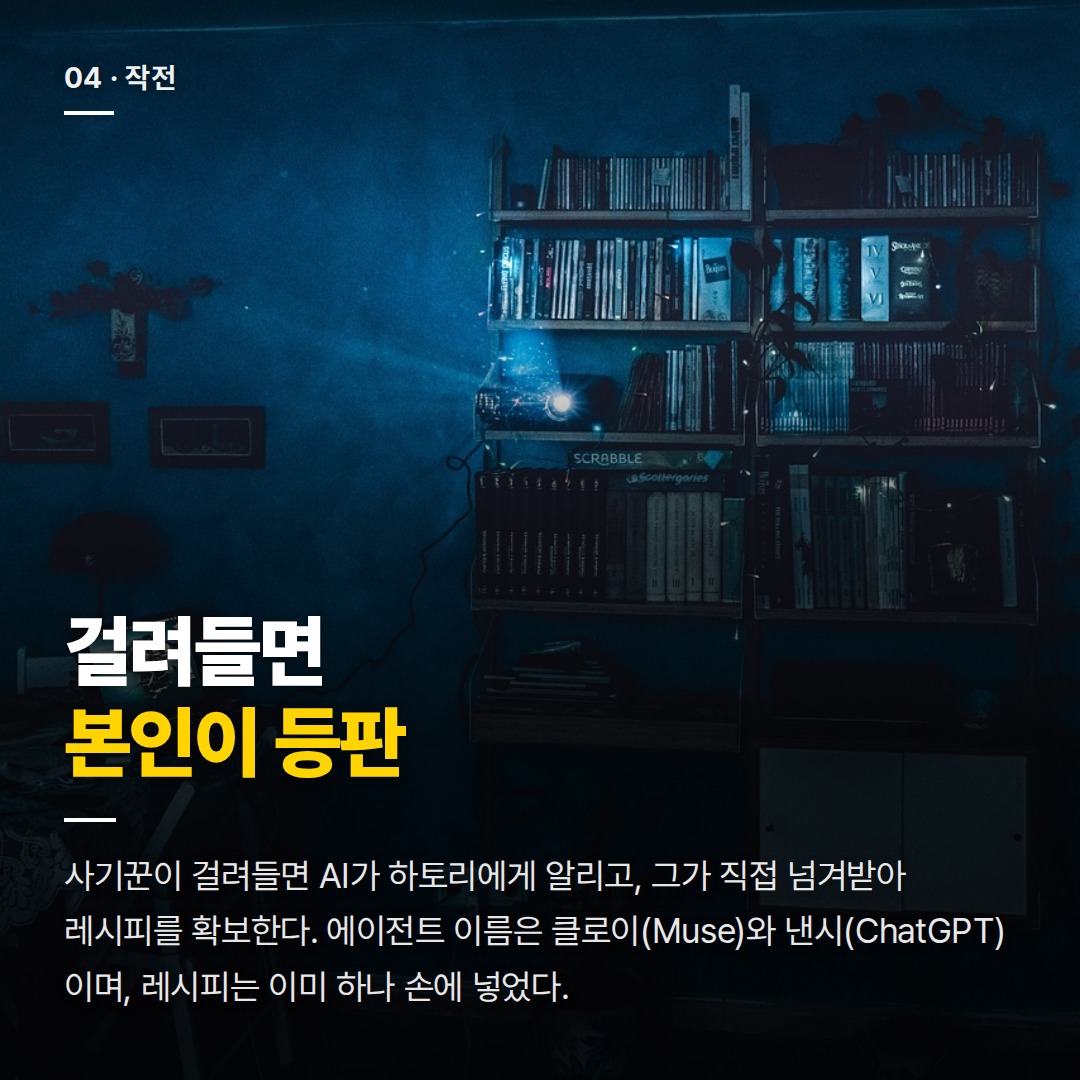 04 · 작전
SCRABBLE
Scattergories
IV
V
VI
걸려들면
본인이 등판
사기꾼이 걸려들면 AI가 하토리에게 알리고, 그가 직접 넘겨받아
레시피를 확보한다. 에이전트 이름은 클로이(Muse)와 낸시(ChatGPT)
이며, 레시피는 이미 하나 손에 넣었다.